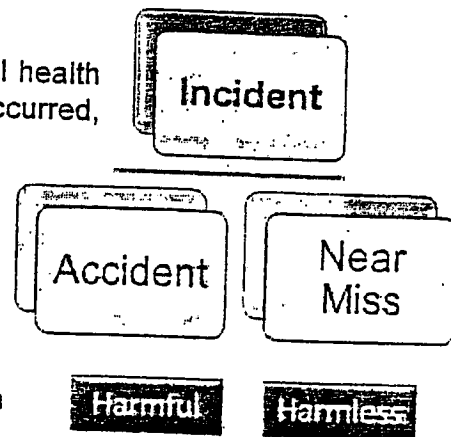 l health
ccurred,
Incident
Accident
Near
Miss
Harmful
Harmless